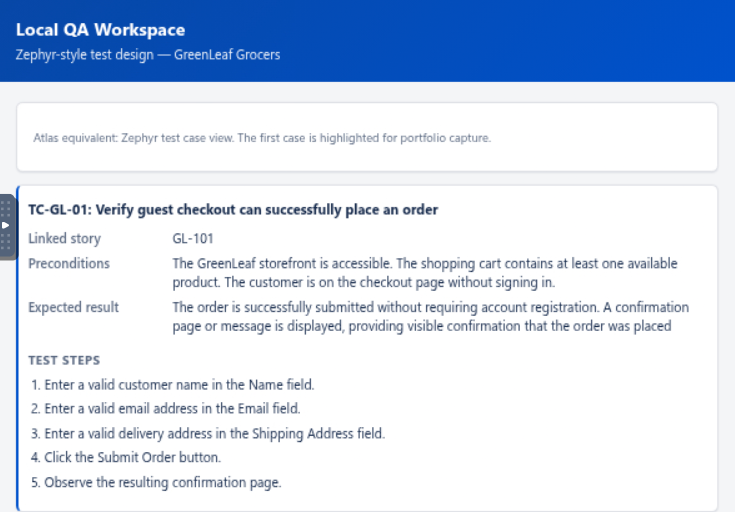 Local QA Workspace
Zephyr-style test design — GreenLeaf Grocers
Atlas equivalent: Zephyr test case view. The first case is highlighted for portfolio capture.
TC-GL-01: Verify guest checkout can successfully place an order
Linked story GL-101
Preconditions The GreenLeaf storefront is accessible. The shopping cart contains at least one available
product. The customer is on the checkout page without signing in.
Expected result The order is successfully submitted without requiring account registration. A confirmation
page or message is displayed, providing visible confirmation that the order was placed
TEST STEPS
1. Enter a valid customer name in the Name field.
2. Enter a valid email address in the Email field.
3. Enter a valid delivery address in the Shipping Address field.
4. Click the Submit Order button.
5. Observe the resulting confirmation page.